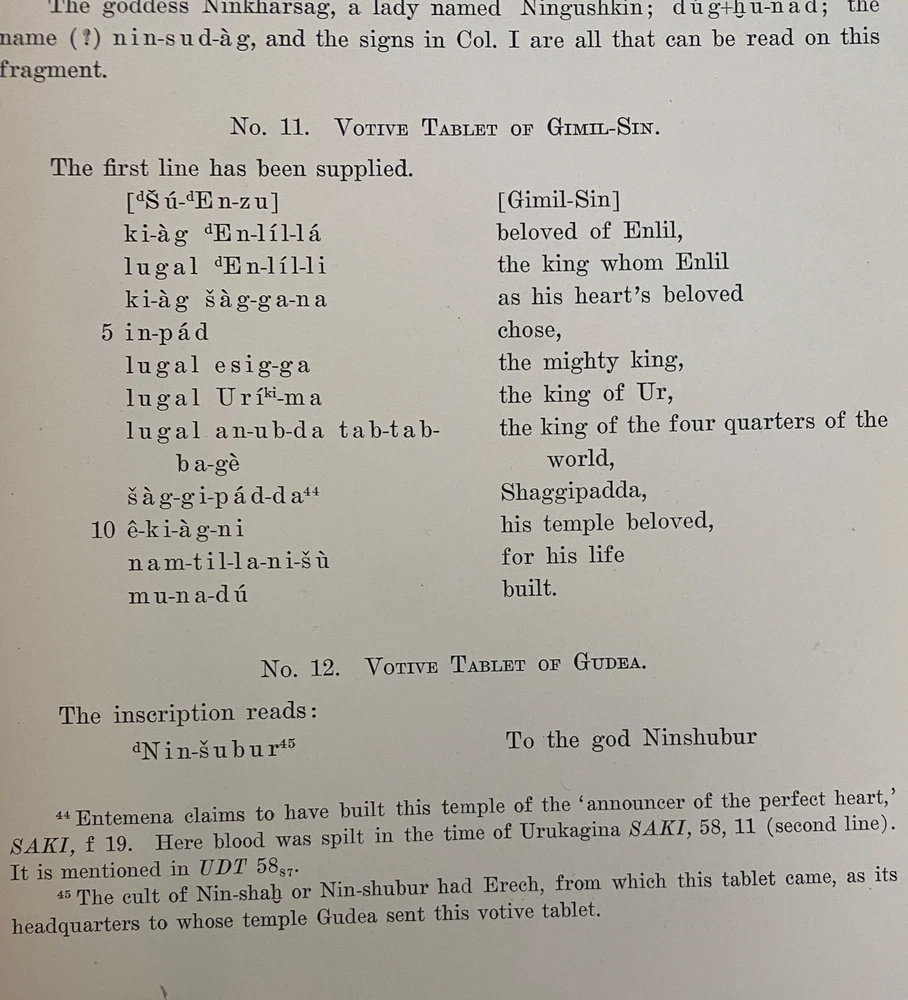 The goddess Ninkharsag, a lady named Ningushkin; dúg+ḫu-nad; the
name (?) nin-sud-àg, and the signs in Col. I are all that can be read on this
fragment.
No. 11. Votive Tablet of Gimil-Sin.
The first line has been supplied.
[ᵈŠú-ᵈEn-zu] [Gimil-Sin]
ki-àg ᵈEn-líl-lá beloved of Enlil,
lugal ᵈEn-líl-li the king whom Enlil
ki-àg šàg-ga-na as his heart's beloved
5 in-pád chose,
lugal esig-ga the mighty king,
lugal Uríᵏⁱ-ma the king of Ur,
lugal an-ub-da tab-tab- the king of the four quarters of the
ba-gè world,
šàg-gi-pád-da⁴⁴ Shaggipadda,
10 ê-ki-àg-ni his temple beloved,
nam-til-la-ni-šù for his life
mu-na-dú built.
No. 12. Votive Tablet of Gudea.
The inscription reads:
ᵈNin-šubur⁴⁵ To the god Ninshubur
⁴⁴ Entemena claims to have built this temple of the 'announcer of the perfect heart,'
SAKI, f 19. Here blood was spilt in the time of Urukagina SAKI, 58, 11 (second line).
It is mentioned in UDT 58₈₇.
⁴⁵ The cult of Nin-shaḫ or Nin-shubur had Erech, from which this tablet came, as its
headquarters to whose temple Gudea sent this votive tablet.